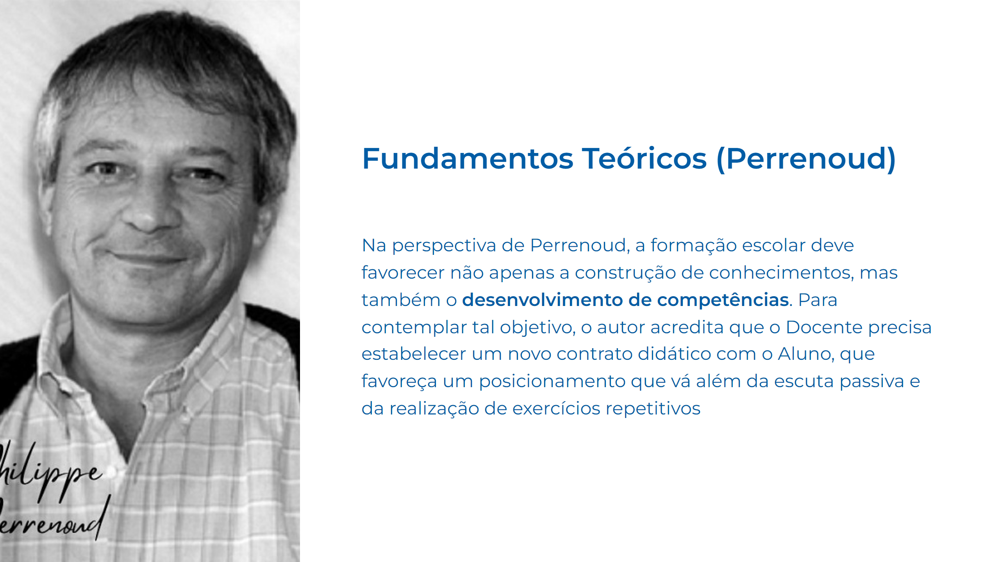 Fundamentos Teóricos (Perrenoud)
Na perspectiva de Perrenoud, a formação escolar deve
favorecer não apenas a construção de conhecimentos, mas
também o desenvolvimento de competências. Para
contemplar tal objetivo, o autor acredita que o Docente precisa
estabelecer um novo contrato didático com o Aluno, que
favoreça um posicionamento que vá além da escuta passiva e
da realização de exercícios repetitivos
hilippe
errenoud